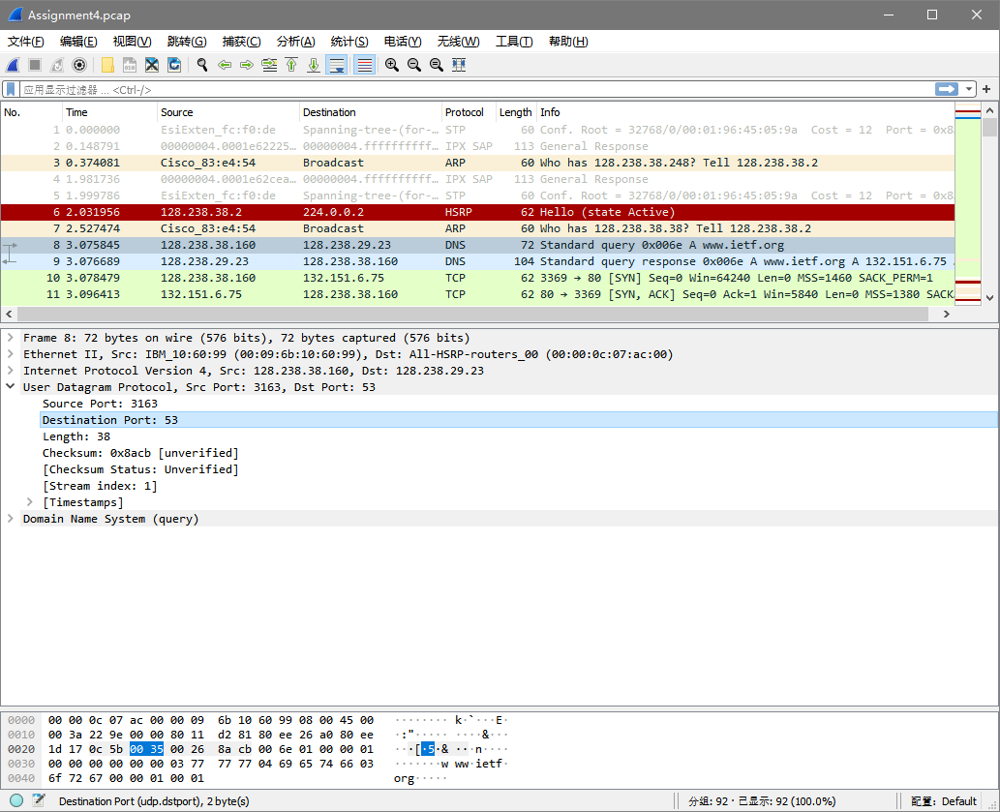 Assignment4.pcap
文件(F) 编辑(E) 视图(V) 跳转(G) 捕获(C) 分析(A) 统计(S) 电话(Y) 无线(W) 工具(T) 帮助(H)
应用显示过滤器 … <Ctrl-/>
No. Time Source Destination Protocol Length Info
1 0.000000 EsiExten_fc:f0:de Spanning-tree-(for-… STP 60 Conf. Root = 32768/0/00:01:96:45:05:9a Cost = 12 Port = 0x8
2 0.148791 00000004.0001e62225… 00000004.ffffffffff… IPX SAP 113 General Response
3 0.374081 Cisco_83:e4:54 Broadcast ARP 60 Who has 128.238.38.248? Tell 128.238.38.2
4 1.981736 00000004.0001e62cea… 00000004.ffffffffff… IPX SAP 113 General Response
5 1.999786 EsiExten_fc:f0:de Spanning-tree-(for-… STP 60 Conf. Root = 32768/0/00:01:96:45:05:9a Cost = 12 Port = 0x8
6 2.031956 128.238.38.2 224.0.0.2 HSRP 62 Hello (state Active)
7 2.527474 Cisco_83:e4:54 Broadcast ARP 60 Who has 128.238.38.38? Tell 128.238.38.2
8 3.075845 128.238.38.160 128.238.29.23 DNS 72 Standard query 0x006e A www.ietf.org
9 3.076689 128.238.29.23 128.238.38.160 DNS 104 Standard query response 0x006e A www.ietf.org A 132.151.6.75
10 3.078479 128.238.38.160 132.151.6.75 TCP 62 3369 → 80 [SYN] Seq=0 Win=64240 Len=0 MSS=1460 SACK_PERM=1
11 3.096413 132.151.6.75 128.238.38.160 TCP 62 80 → 3369 [SYN, ACK] Seq=0 Ack=1 Win=5840 Len=0 MSS=1380 SACK
Frame 8: 72 bytes on wire (576 bits), 72 bytes captured (576 bits)
Ethernet II, Src: IBM_10:60:99 (00:09:6b:10:60:99), Dst: All-HSRP-routers_00 (00:00:0c:07:ac:00)
Internet Protocol Version 4, Src: 128.238.38.160, Dst: 128.238.29.23
User Datagram Protocol, Src Port: 3163, Dst Port: 53
Source Port: 3163
Destination Port: 53
Length: 38
Checksum: 0x8acb [unverified]
[Checksum Status: Unverified]
[Stream index: 1]
[Timestamps]
Domain Name System (query)
0000 00 00 0c 07 ac 00 00 09 6b 10 60 99 08 00 45 00 ········ k·`···E·
0010 00 3a 22 9e 00 00 80 11 d2 81 80 ee 26 a0 80 ee ·:"····· ····&···
0020 1d 17 0c 5b 00 35 00 26 8a cb 00 6e 01 00 00 01 ···[·5·& ···n····
0030 00 00 00 00 00 00 03 77 77 77 04 69 65 74 66 03 ·······w ww·ietf·
0040 6f 72 67 00 00 01 00 01 org·····
Destination Port (udp.dstport), 2 byte(s) 分组: 92 · 已显示: 92 (100.0%) 配置: Default